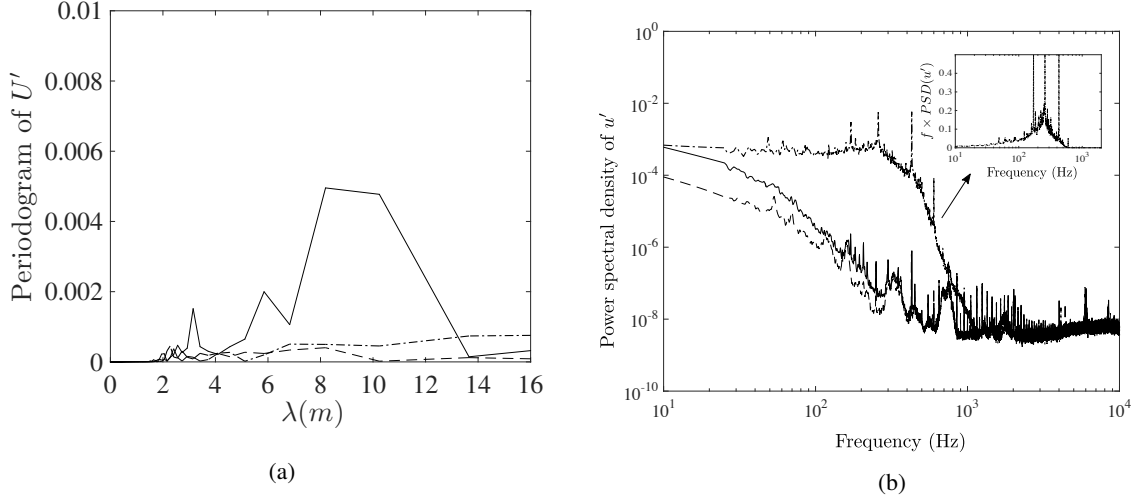 Periodogram of U′
0.01
0.008
0.006
0.004
0.002
0
0 2 4 6 8 10 12 14 16
λ(m)
(a)
Power spectral density of u′
10^0
10^-2
10^-4
10^-6
10^-8
10^-10
10^1 10^2 10^3 10^4
Frequency (Hz)
f × PSD(u′)
0.5
0.4
0.3
0.2
0.1
0
10^1 10^2 10^3
Frequency (Hz)
(b)